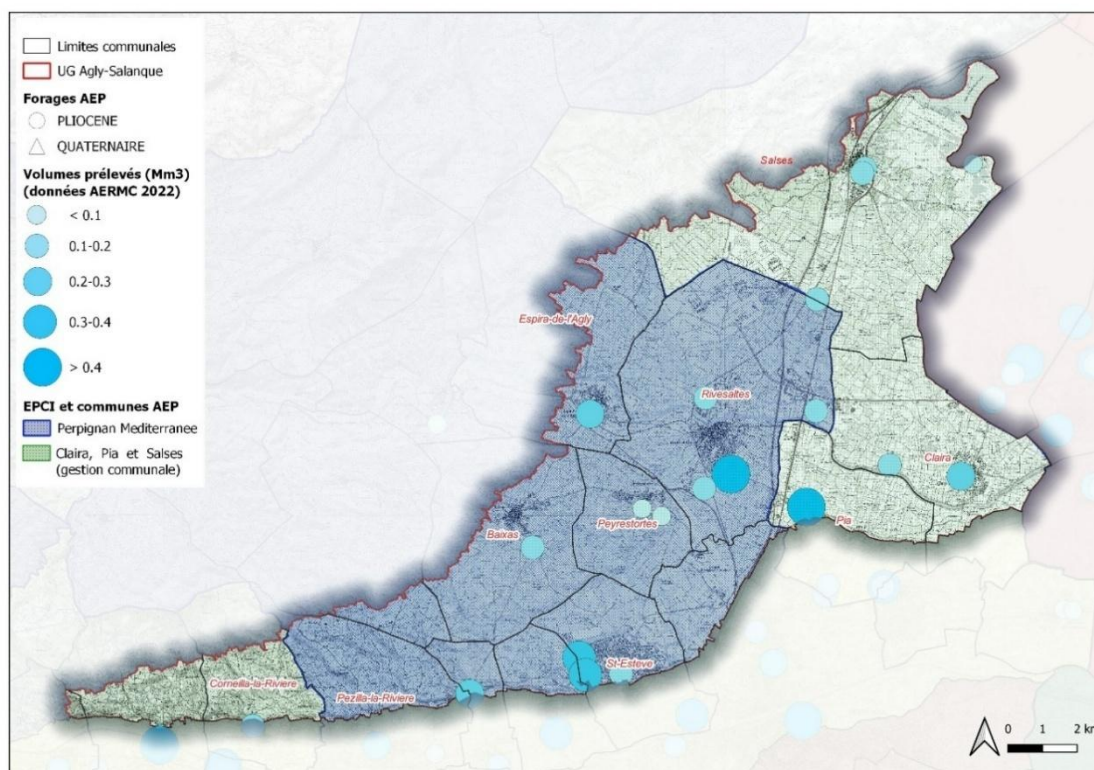 Limites communales
UG Agly-Salanque
Forages AEP
PLIOCENE
QUATERNAIRE
Volumes prélevés (Mm3)
(données AERMC 2022)
< 0.1
0.1-0.2
0.2-0.3
0.3-0.4
> 0.4
EPCI et communes AEP
Perpignan Mediterranee
Claira, Pia et Salses
(gestion communale)
Salses
Espira-de-l'Agly
Rivesaltes
Claira
Pia
Peyrestortes
Baixas
St-Estève
Corneilla-la-Riviere
Pezilla-la-Riviere
0 1 2 km